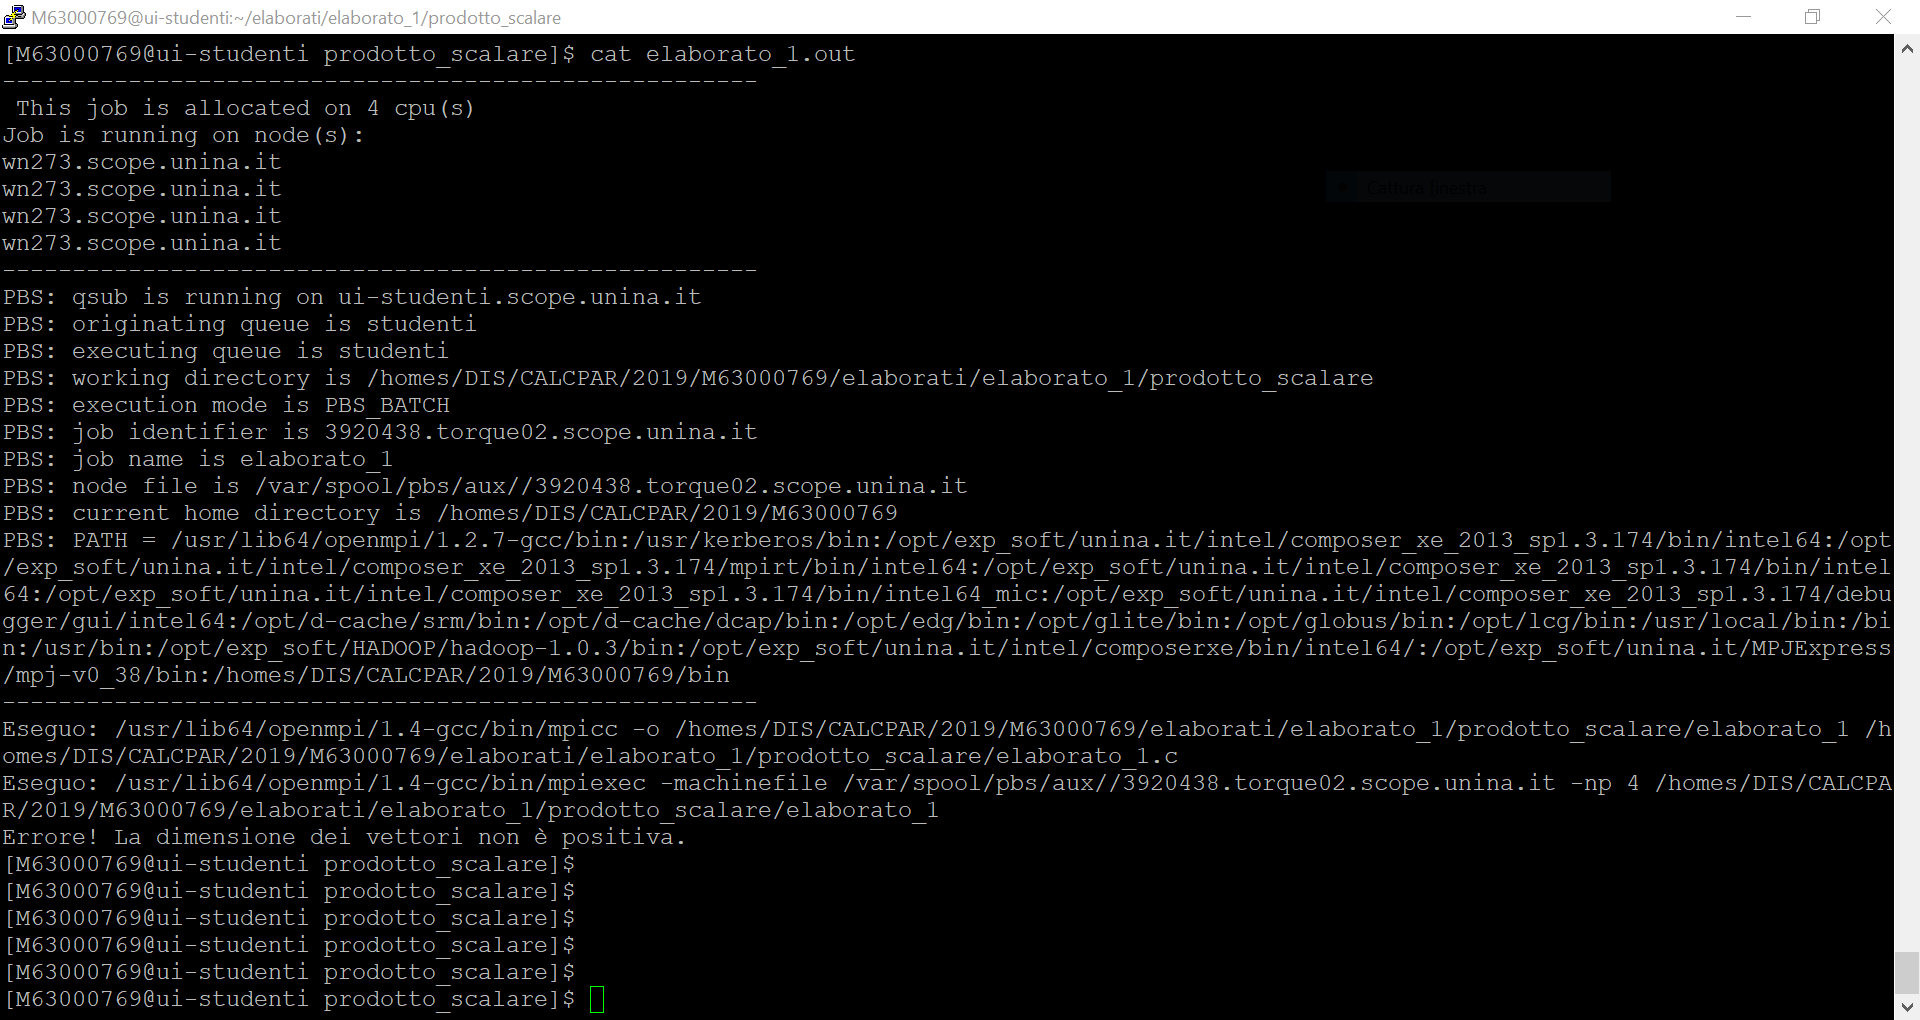 M63000769@ui-studenti:~/elaborati/elaborato_1/prodotto_scalare
[M63000769@ui-studenti prodotto_scalare]$ cat elaborato_1.out
------------------------------------------------------
 This job is allocated on 4 cpu(s)
Job is running on node(s):
wn273.scope.unina.it
wn273.scope.unina.it
wn273.scope.unina.it
wn273.scope.unina.it
------------------------------------------------------
PBS: qsub is running on ui-studenti.scope.unina.it
PBS: originating queue is studenti
PBS: executing queue is studenti
PBS: working directory is /homes/DIS/CALCPAR/2019/M63000769/elaborati/elaborato_1/prodotto_scalare
PBS: execution mode is PBS_BATCH
PBS: job identifier is 3920438.torque02.scope.unina.it
PBS: job name is elaborato_1
PBS: node file is /var/spool/pbs/aux//3920438.torque02.scope.unina.it
PBS: current home directory is /homes/DIS/CALCPAR/2019/M63000769
PBS: PATH = /usr/lib64/openmpi/1.2.7-gcc/bin:/usr/kerberos/bin:/opt/exp_soft/unina.it/intel/composer_xe_2013_sp1.3.174/bin/intel64:/opt
/exp_soft/unina.it/intel/composer_xe_2013_sp1.3.174/mpirt/bin/intel64:/opt/exp_soft/unina.it/intel/composer_xe_2013_sp1.3.174/bin/intel
64:/opt/exp_soft/unina.it/intel/composer_xe_2013_sp1.3.174/bin/intel64_mic:/opt/exp_soft/unina.it/intel/composer_xe_2013_sp1.3.174/debu
gger/gui/intel64:/opt/d-cache/srm/bin:/opt/d-cache/dcap/bin:/opt/edg/bin:/opt/glite/bin:/opt/globus/bin:/opt/lcg/bin:/usr/local/bin:/bi
n:/usr/bin:/opt/exp_soft/HADOOP/hadoop-1.0.3/bin:/opt/exp_soft/unina.it/intel/composerxe/bin/intel64/:/opt/exp_soft/unina.it/MPJExpress
/mpj-v0_38/bin:/homes/DIS/CALCPAR/2019/M63000769/bin
------------------------------------------------------
Eseguo: /usr/lib64/openmpi/1.4-gcc/bin/mpicc -o /homes/DIS/CALCPAR/2019/M63000769/elaborati/elaborato_1/prodotto_scalare/elaborato_1 /h
omes/DIS/CALCPAR/2019/M63000769/elaborati/elaborato_1/prodotto_scalare/elaborato_1.c
Eseguo: /usr/lib64/openmpi/1.4-gcc/bin/mpiexec -machinefile /var/spool/pbs/aux//3920438.torque02.scope.unina.it -np 4 /homes/DIS/CALCPA
R/2019/M63000769/elaborati/elaborato_1/prodotto_scalare/elaborato_1
Errore! La dimensione dei vettori non è positiva.
[M63000769@ui-studenti prodotto_scalare]$
[M63000769@ui-studenti prodotto_scalare]$
[M63000769@ui-studenti prodotto_scalare]$
[M63000769@ui-studenti prodotto_scalare]$
[M63000769@ui-studenti prodotto_scalare]$
[M63000769@ui-studenti prodotto_scalare]$
Cattura finestra